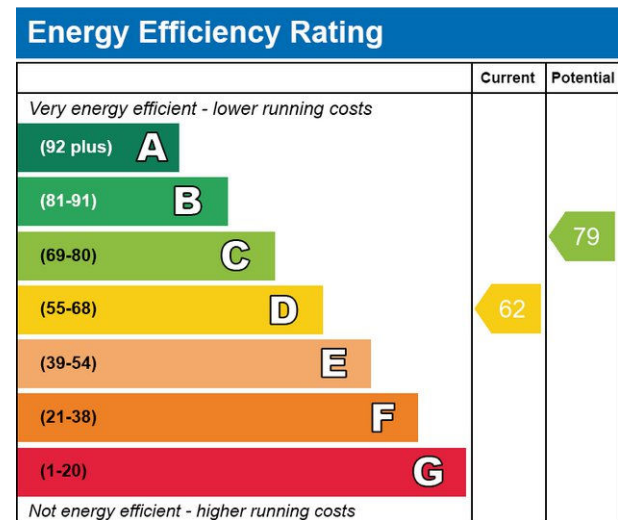 Energy Efficiency Rating
Current Potential
Very energy efficient - lower running costs
(92 plus) A
(81-91) B
(69-80) C
79
(55-68) D
62
(39-54) E
(21-38) F
(1-20) G
Not energy efficient - higher running costs